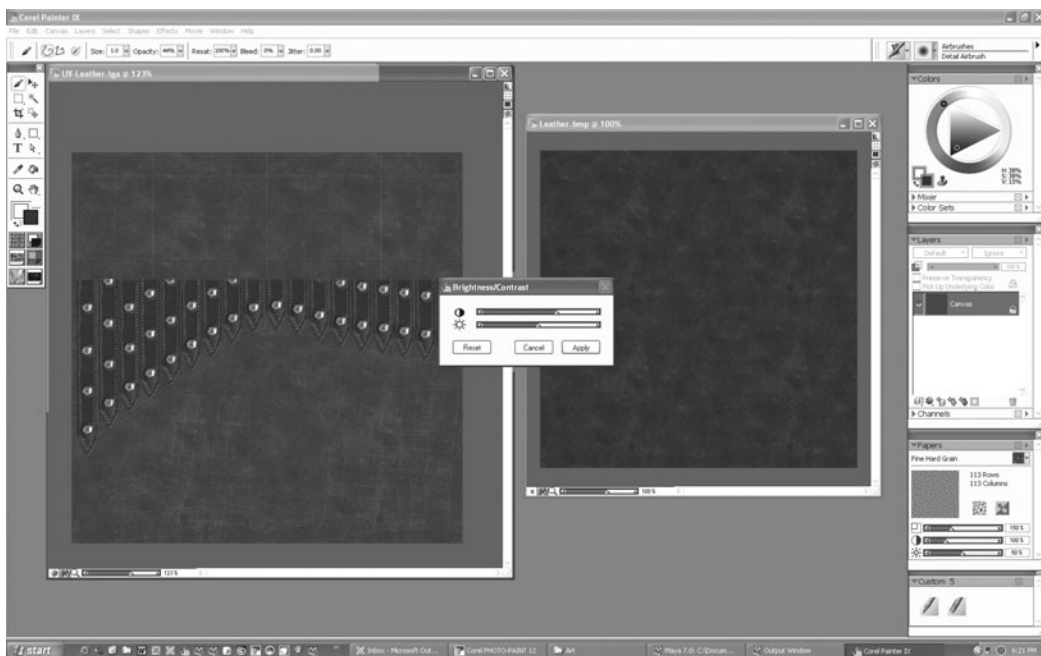 Corel Painter IX
File Edit Canvas Layers Select Shapes Effects Movie Window Help
Size: 1.0 Opacity: 44% Resat: 100% Bleed: 0% Jitter: 0.00
Airbrushes
Detail Airbrush
UV-Leather.tga @ 123%
T
123%
Leather.bmp @ 100%
100%
Brightness/Contrast
Reset Cancel Apply
Colors
H: 38%
S: 38%
V: 15%
Mixer
Color Sets
Layers
Default Ignore
100%
Preserve Transparency
Pick Up Underlying Color
Canvas
Channels
Papers
Fine Hard Grain
113 Rows
113 Columns
150%
100%
50%
Custom 5
start
Inbox - Microsoft Out...
Corel PHOTO-PAINT 12
Art
Maya 7.0: C:\Docum...
Output Window
Corel Painter IX
6:21 PM